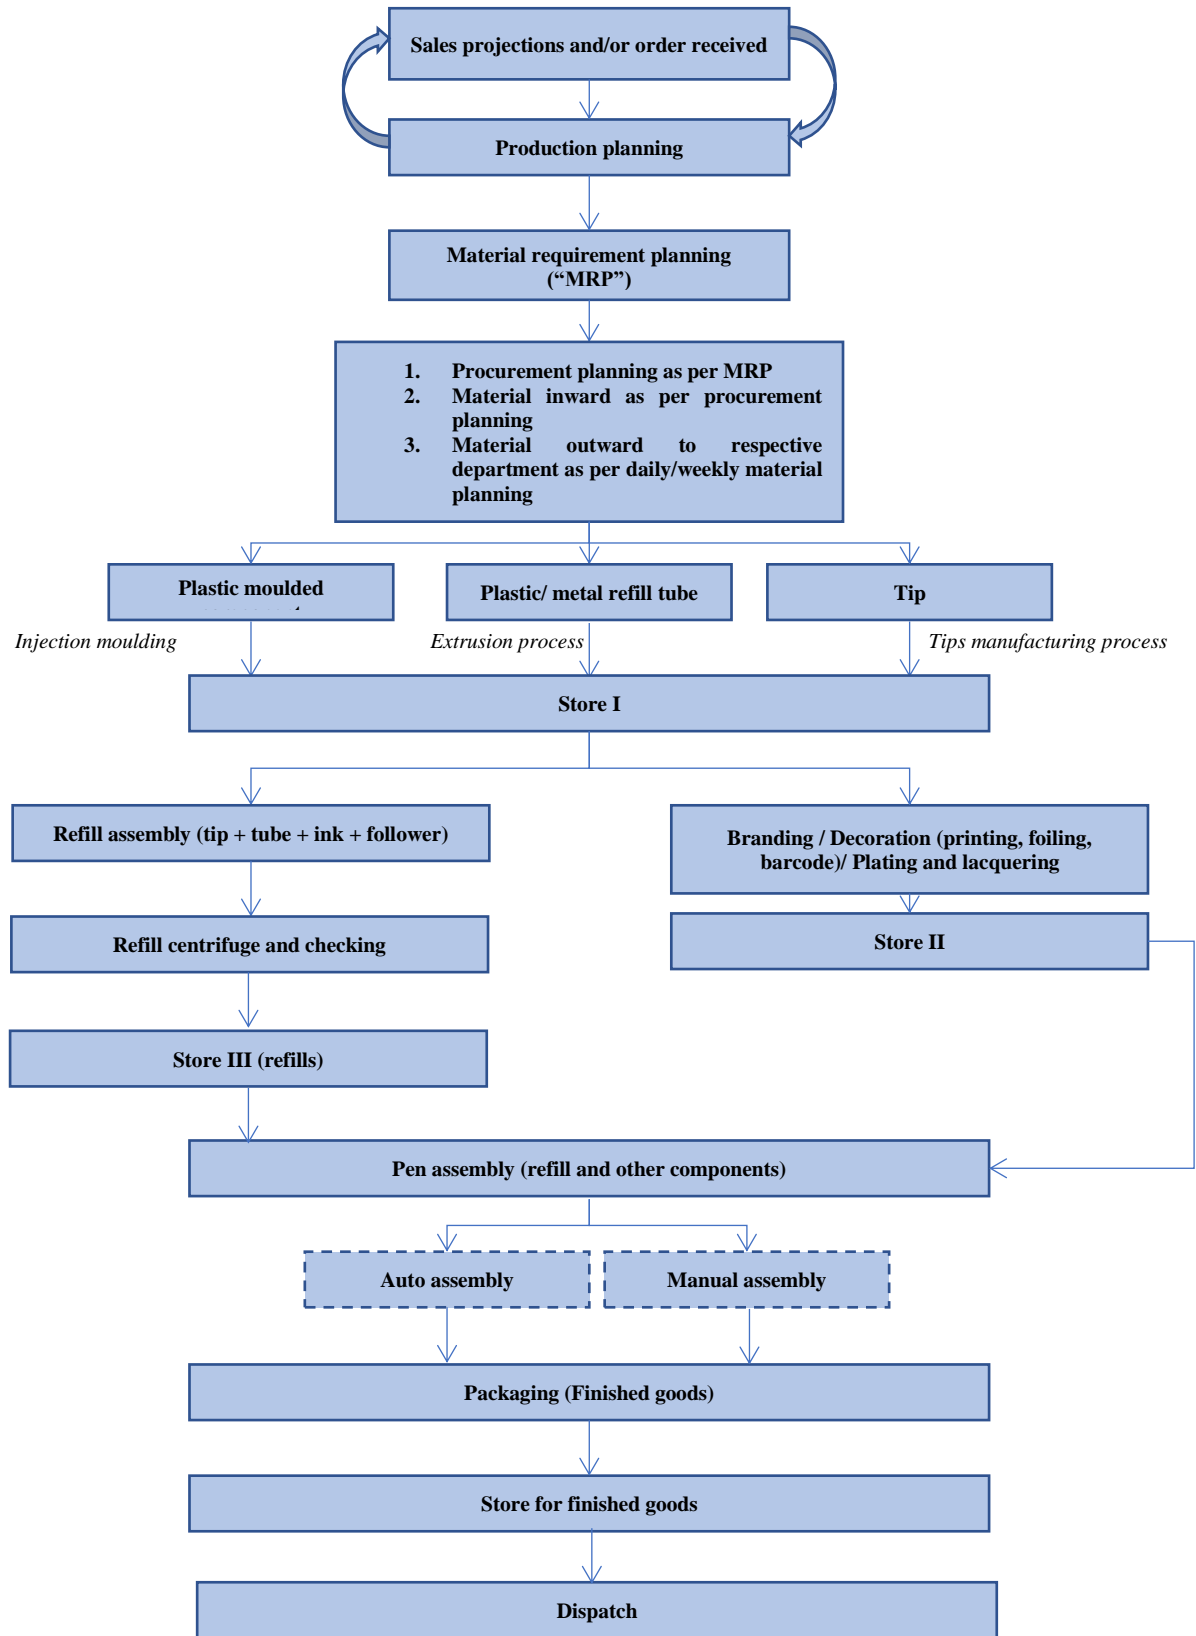 Sales projections and/or order received
Production planning
Material requirement planning
(“MRP”)
1. Procurement planning as per MRP
2. Material inward as per procurement
planning
3. Material outward to respective
department as per daily/weekly material
planning
Plastic moulded
Plastic/ metal refill tube
Tip
Injection moulding
Extrusion process
Tips manufacturing process
Store I
Refill assembly (tip + tube + ink + follower)
Branding / Decoration (printing, foiling,
barcode)/ Plating and lacquering
Refill centrifuge and checking
Store II
Store III (refills)
Pen assembly (refill and other components)
Auto assembly
Manual assembly
Packaging (Finished goods)
Store for finished goods
Dispatch